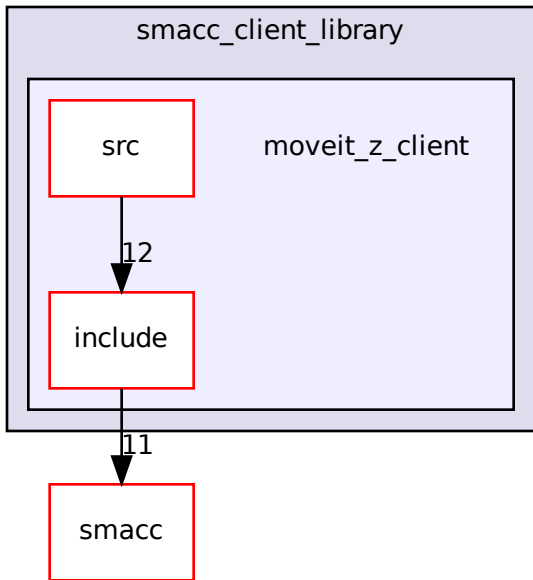 smacc_client_library
src
moveit_z_client
12
include
11
smacc